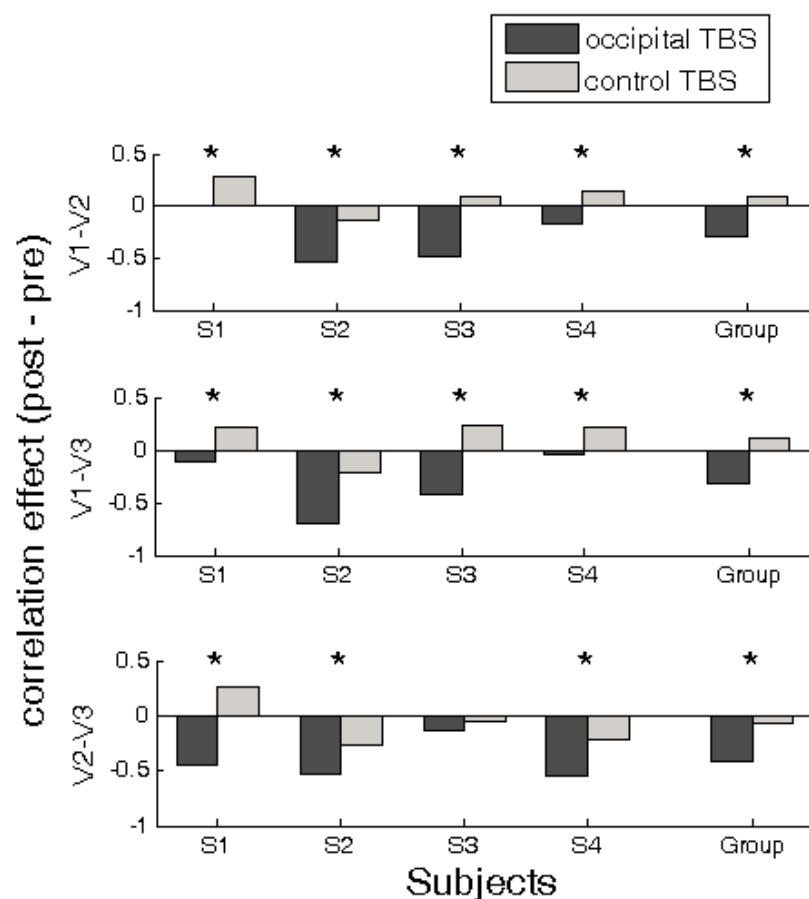 occipital TBS
control TBS
correlation effect (post - pre)
V1-V2
* * * * *
0.5
0
-0.5
-1
S1 S2 S3 S4 Group
V1-V3
* * * * *
0.5
0
-0.5
-1
S1 S2 S3 S4 Group
V2-V3
* * * *
0.5
0
-0.5
-1
S1 S2 S3 S4 Group
Subjects